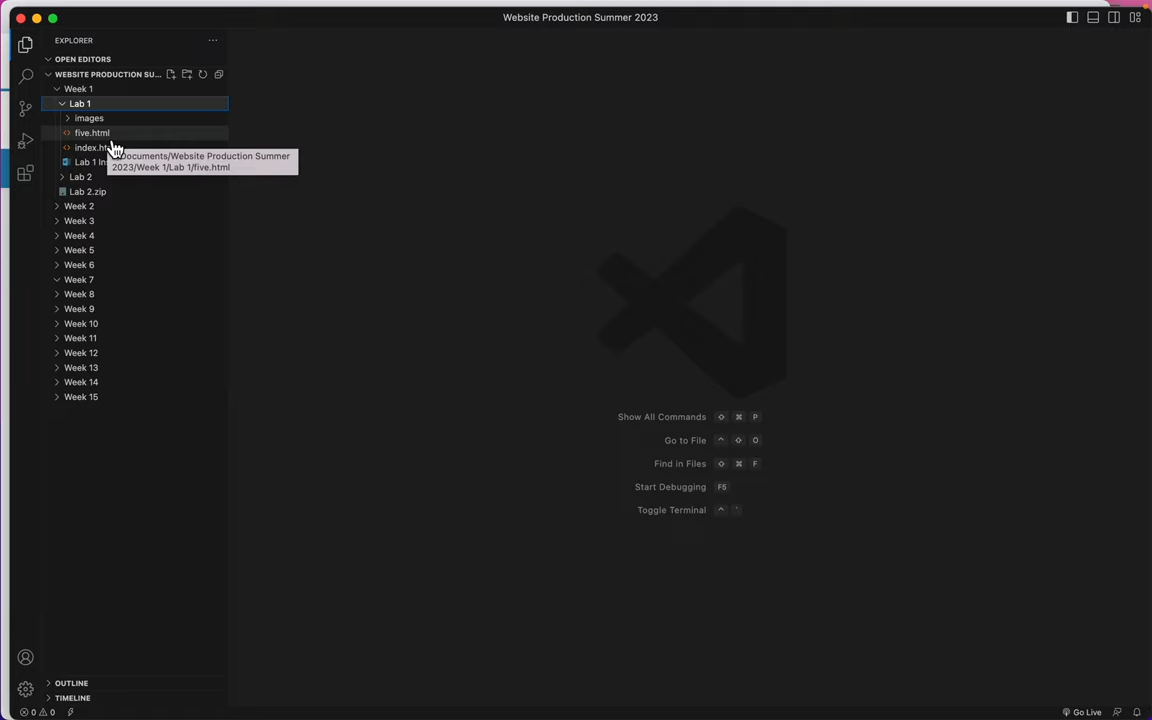 Website Production Summer 2023
EXPLORER
OPEN EDITORS
WEBSITE PRODUCTION SU...
Week 1
Lab 1
images
five.html
index.ht
Documents/Website Production Summer
2023/Week 1/Lab 1/five.html
Lab 1 In
Lab 2
Lab 2.zip
Week 2
Week 3
Week 4
Week 5
Week 6
Week 7
Week 8
Week 9
Week 10
Week 11
Week 12
Week 13
Week 14
Week 15
Show All Commands ⇧ ⌘ P
Go to File ^ ⇧ O
Find in Files ⇧ ⌘ F
Start Debugging F5
Toggle Terminal ^ `
OUTLINE
TIMELINE
0 0
Go Live